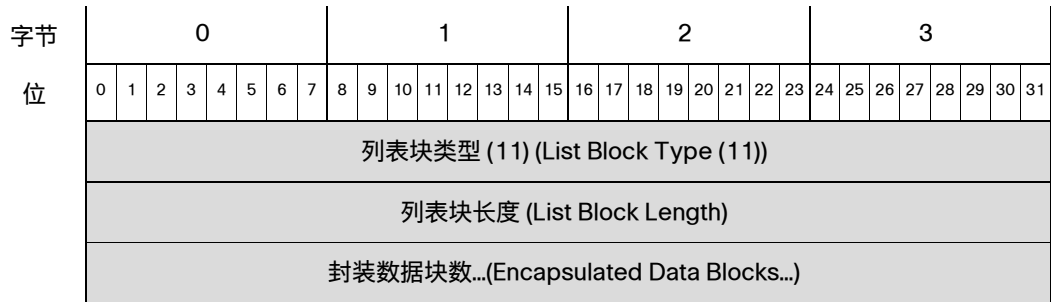 字节 0 1 2 3
位 0 1 2 3 4 5 6 7 8 9 10 11 12 13 14 15 16 17 18 19 20 21 22 23 24 25 26 27 28 29 30 31
列表块类型 (11) (List Block Type (11))
列表块长度 (List Block Length)
封装数据块数...(Encapsulated Data Blocks...)